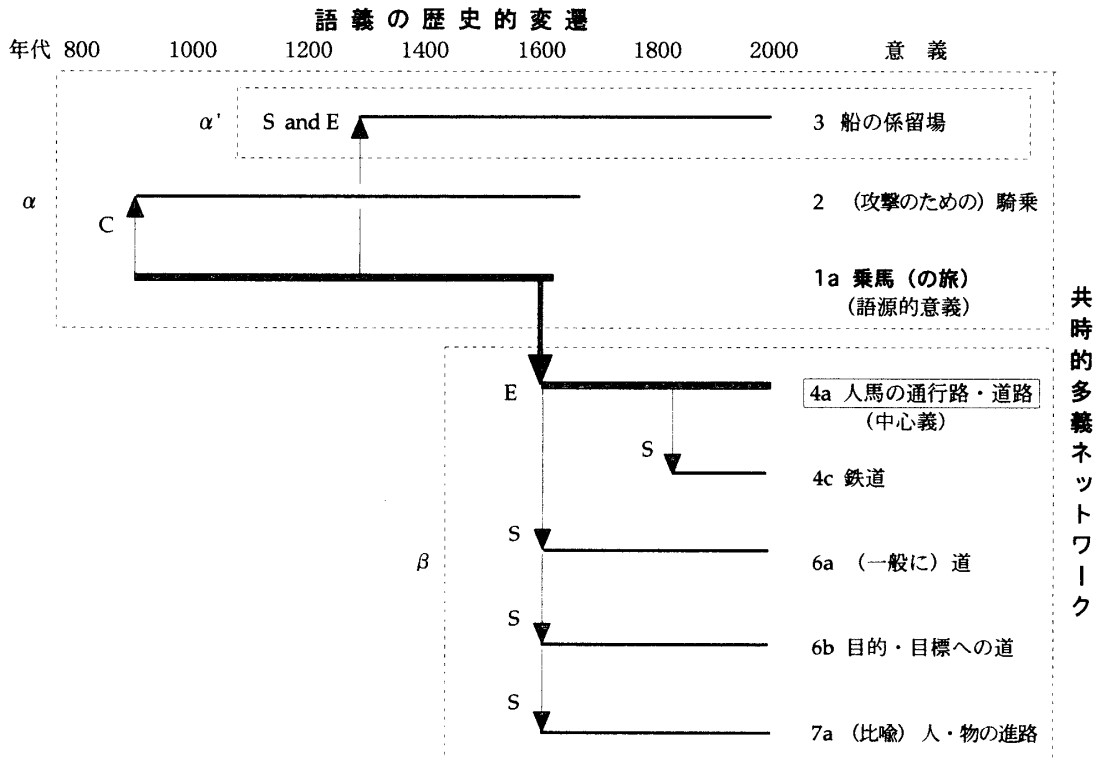 語義の歴史的変遷
年代 800 1000 1200 1400 1600 1800 2000 意義
α' S and E 3 船の係留場
α 2 （攻撃のための）騎乗
C
1a 乗馬（の旅）
（語源的意義）
E 4a 人馬の通行路・道路
（中心義）
S
4c 鉄道
S
β 6a （一般に）道
S
6b 目的・目標への道
S
7a （比喩）人・物の進路
共時的多義ネットワーク